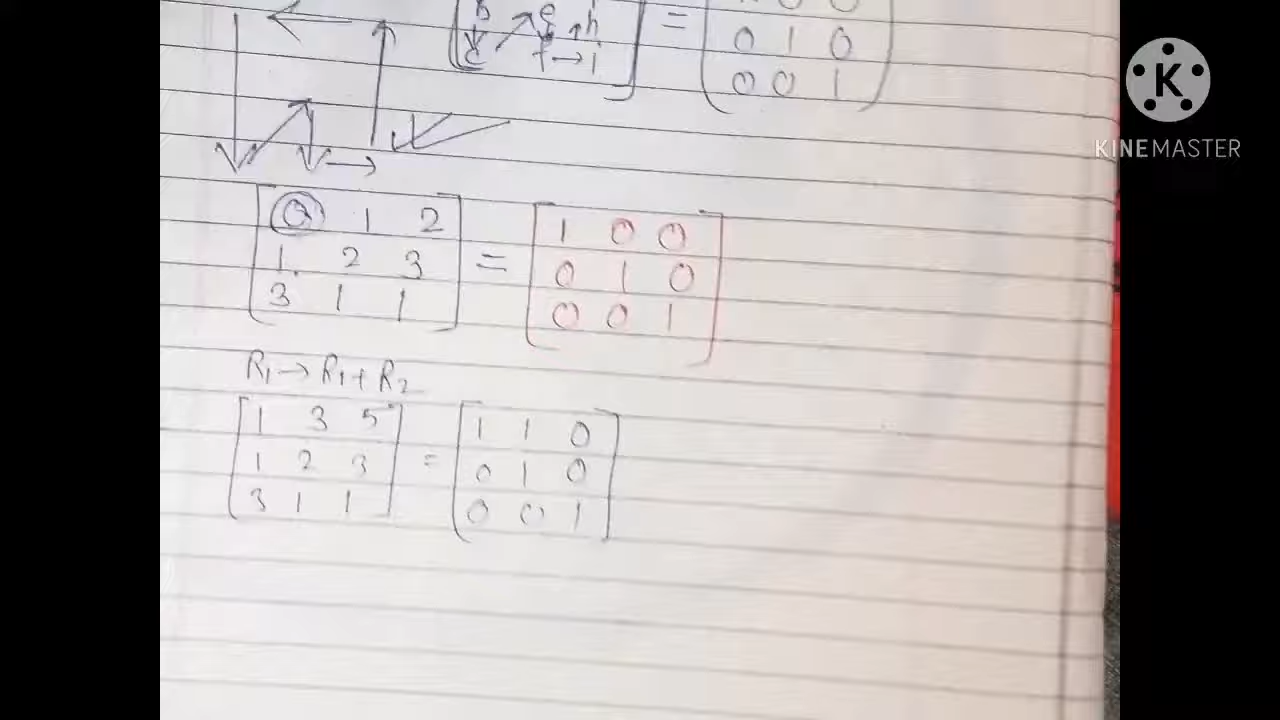 = 0 1 0
f → i
0 0 1
K
KINEMASTER
0 1 2
1 2 3
3 1 1
=
1 0 0
0 1 0
0 0 1
R1 → R1 + R2
1 3 5
1 2 3
3 1 1
=
1 1 0
0 1 0
0 0 1